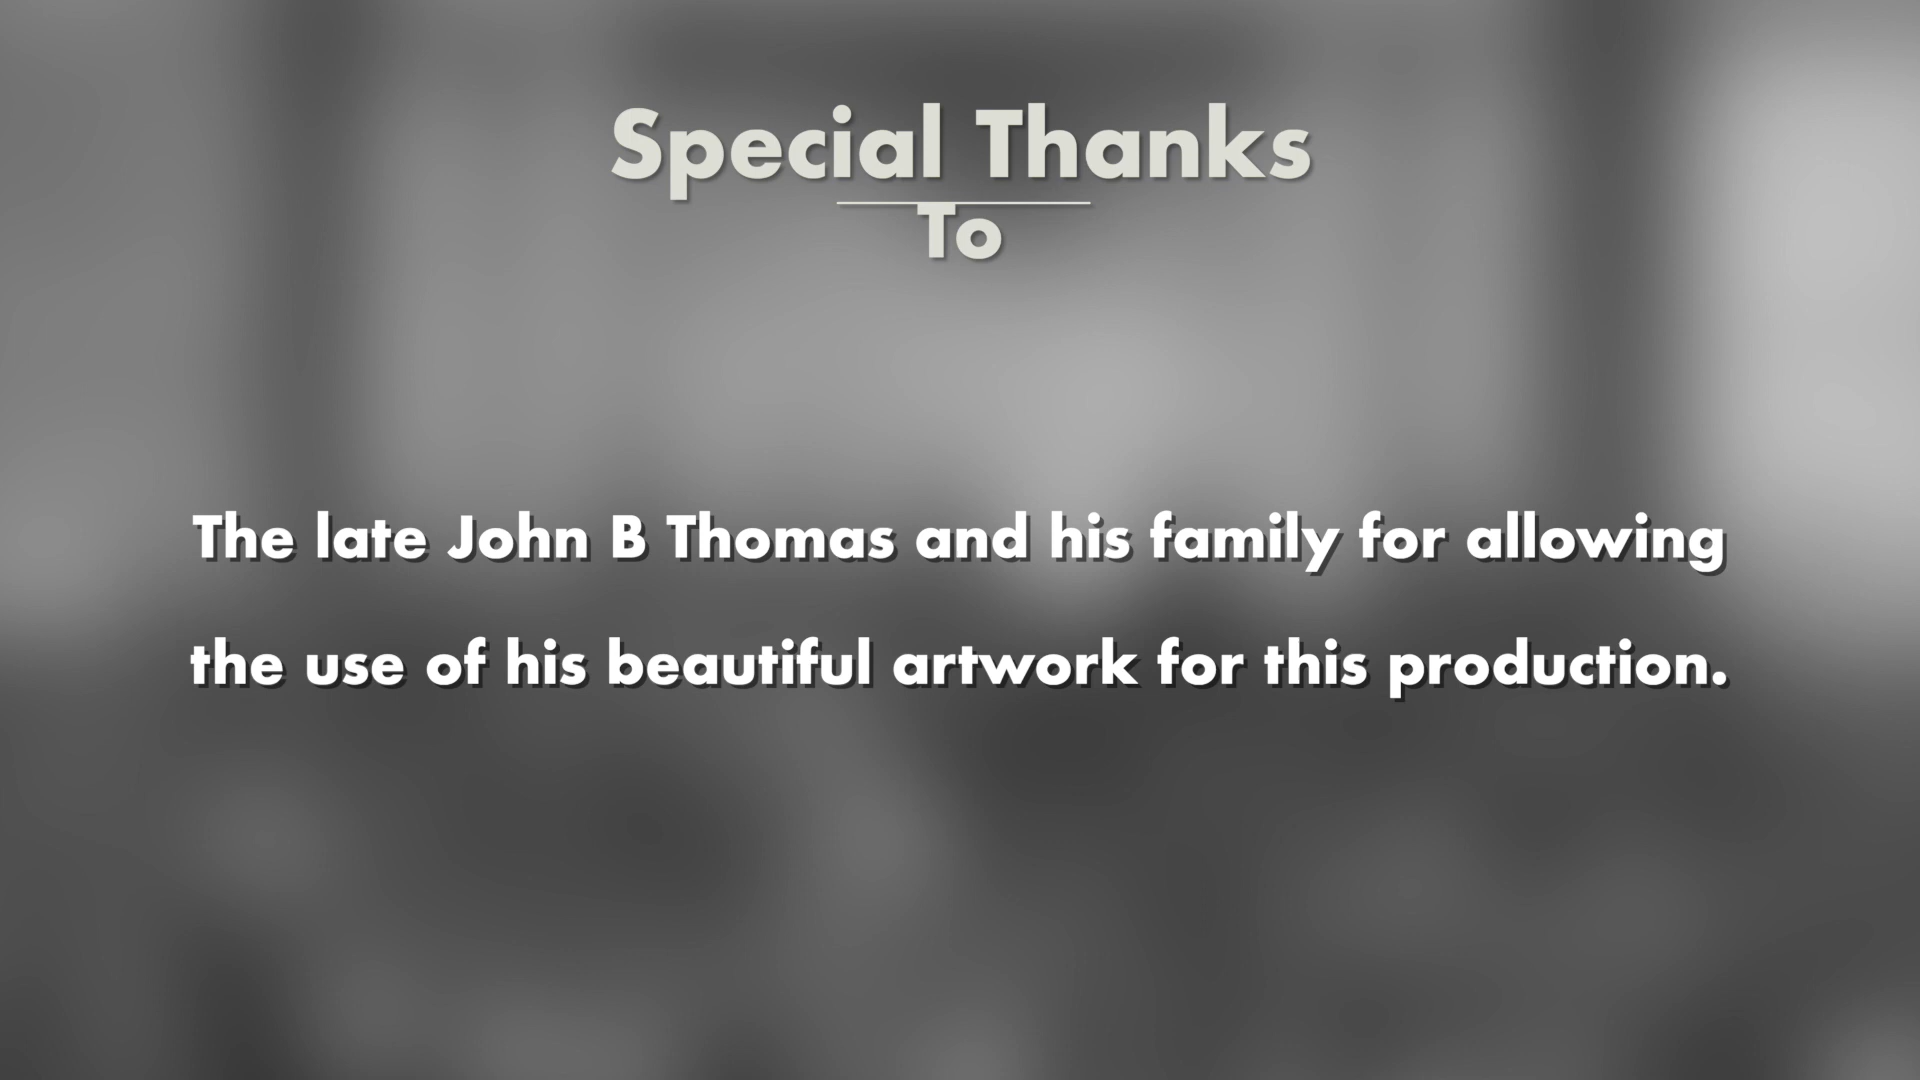 Special Thanks
To
The late John B Thomas and his family for allowing
the use of his beautiful artwork for this production.